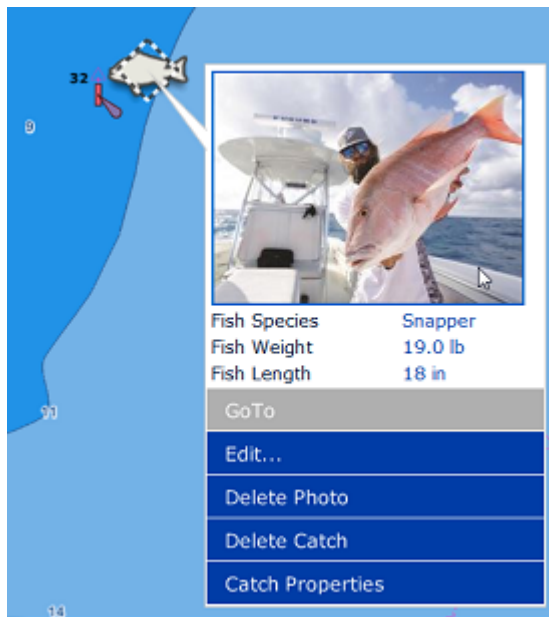 32
9
FURUNO
Fish Species Snapper
Fish Weight 19.0 lb
Fish Length 18 in
GoTo
11
Edit...
Delete Photo
Delete Catch
Catch Properties
14